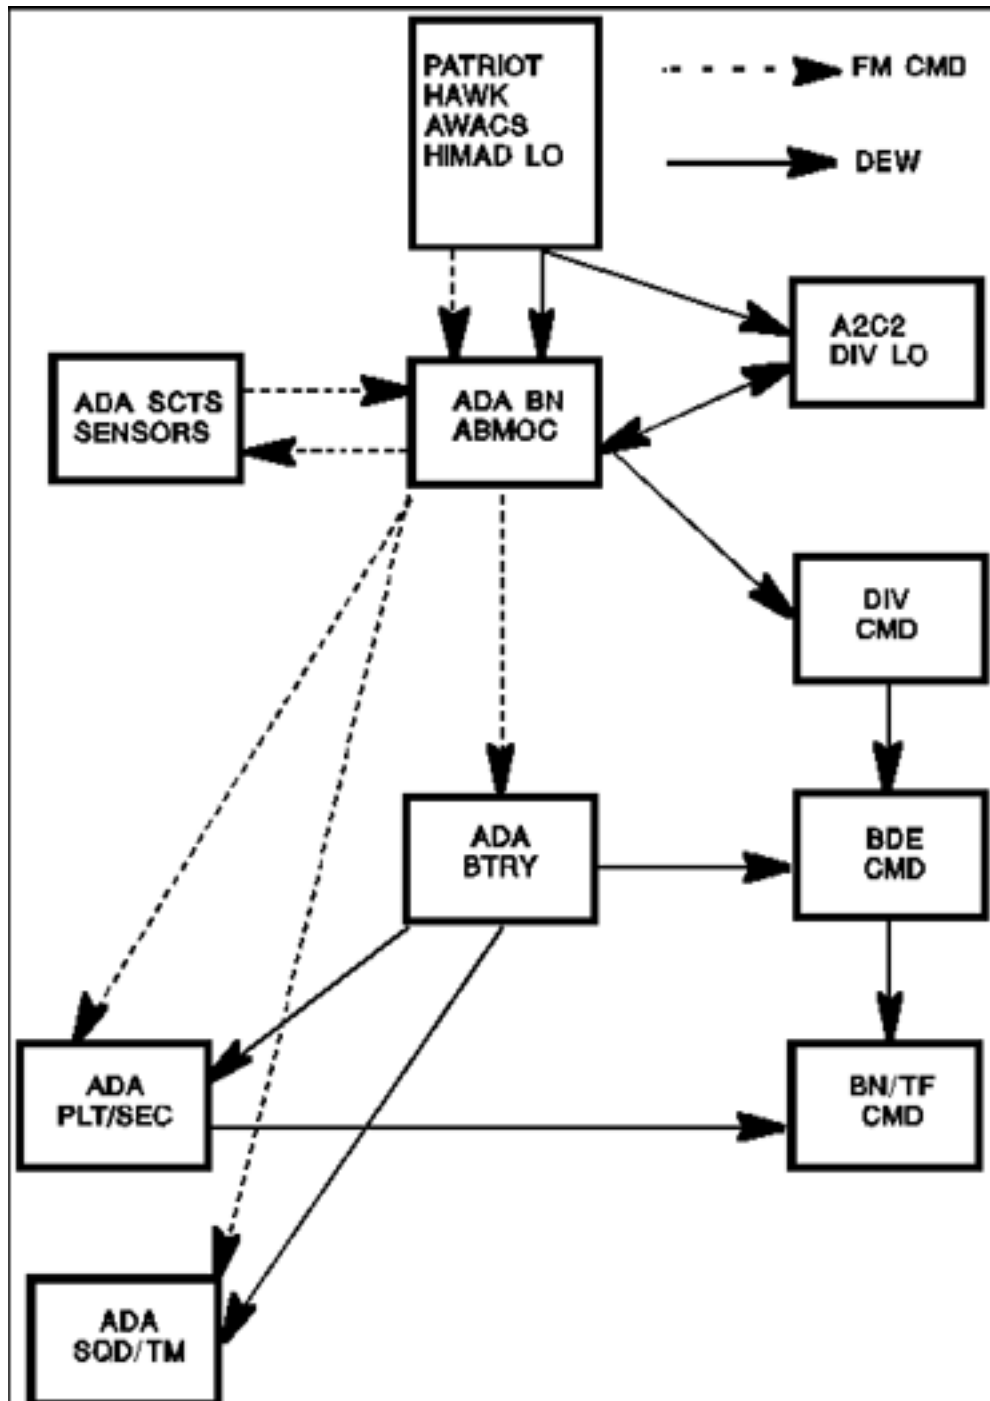 PATRIOT
HAWK
AWACS
HIMAD LO
FM CMD
DEW
A2C2
DIV LO
ADA SCTS
SENSORS
ADA BN
ABMOC
DIV
CMD
ADA
BTRY
BDE
CMD
ADA
PLT/SEC
BN/TF
CMD
ADA
SQD/TM